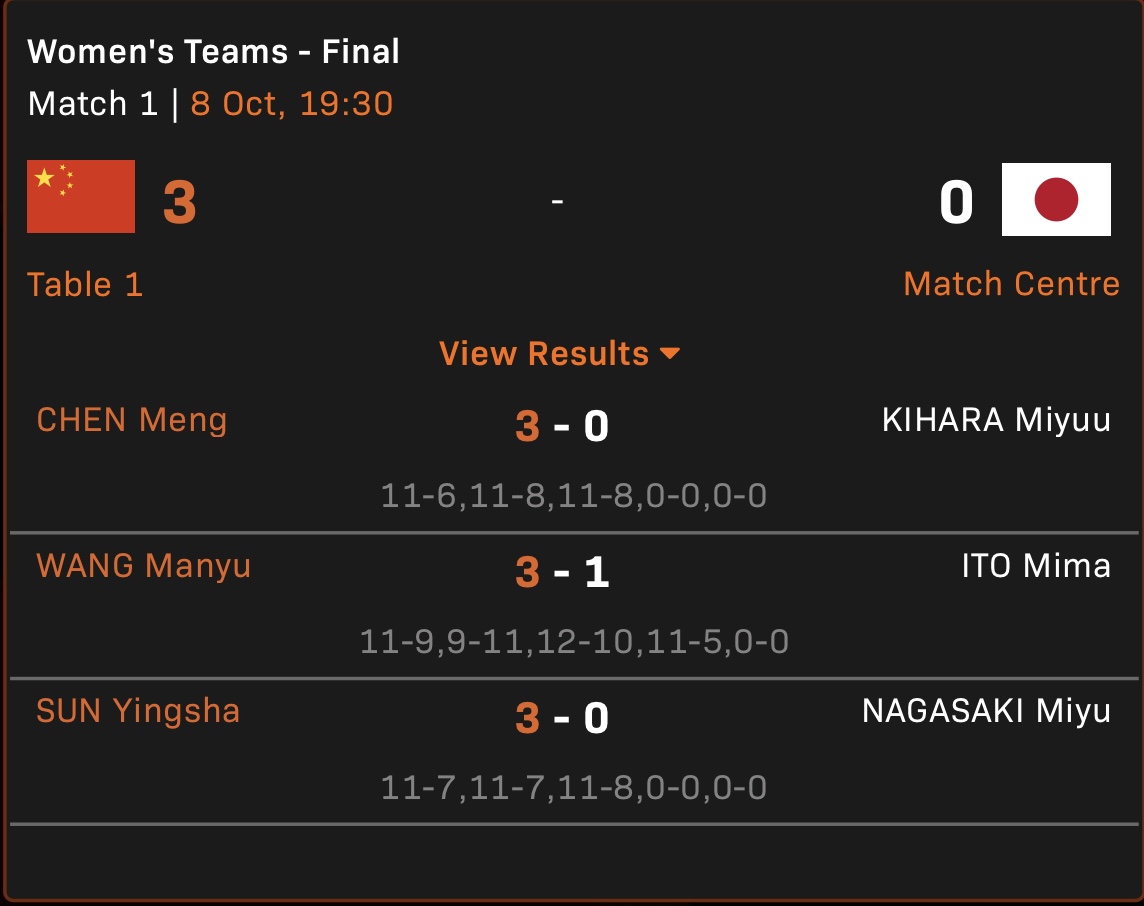 Women's Teams - Final
Match 1 | 8 Oct, 19:30
3 - 0
Table 1 Match Centre
View Results
CHEN Meng 3 - 0 KIHARA Miyuu
11-6,11-8,11-8,0-0,0-0
WANG Manyu 3 - 1 ITO Mima
11-9,9-11,12-10,11-5,0-0
SUN Yingsha 3 - 0 NAGASAKI Miyu
11-7,11-7,11-8,0-0,0-0